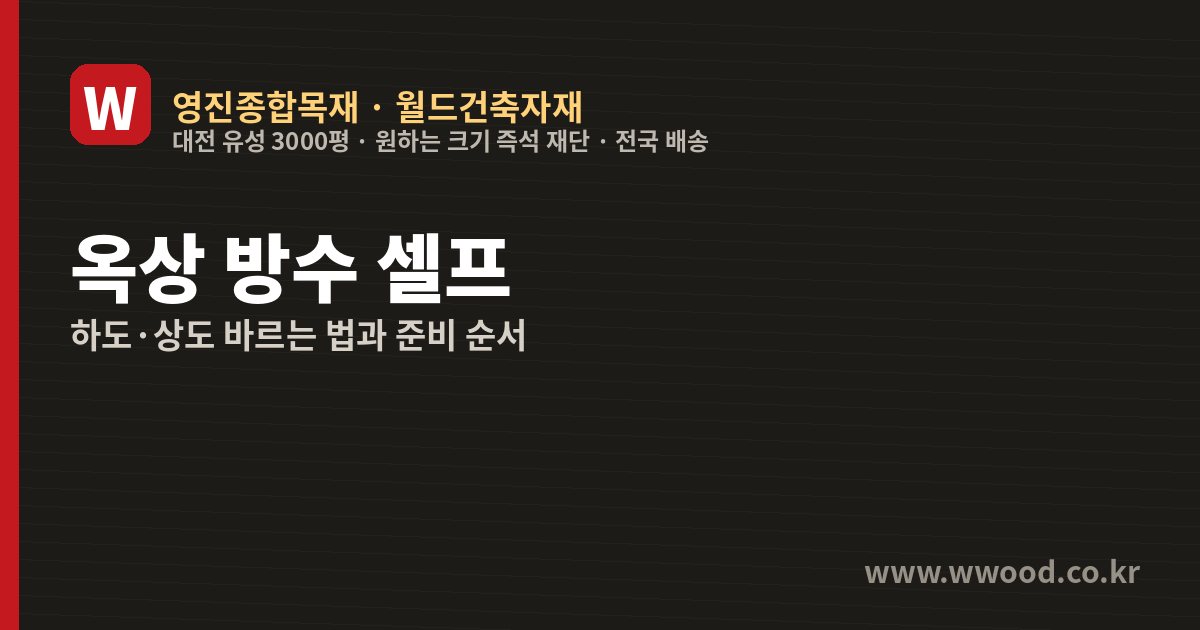 W
영진종합목재 · 월드건축자재
대전 유성 3000평 · 원하는 크기 즉석 재단 · 전국 배송
옥상 방수 셀프
하도·상도 바르는 법과 준비 순서
www.wwood.co.kr